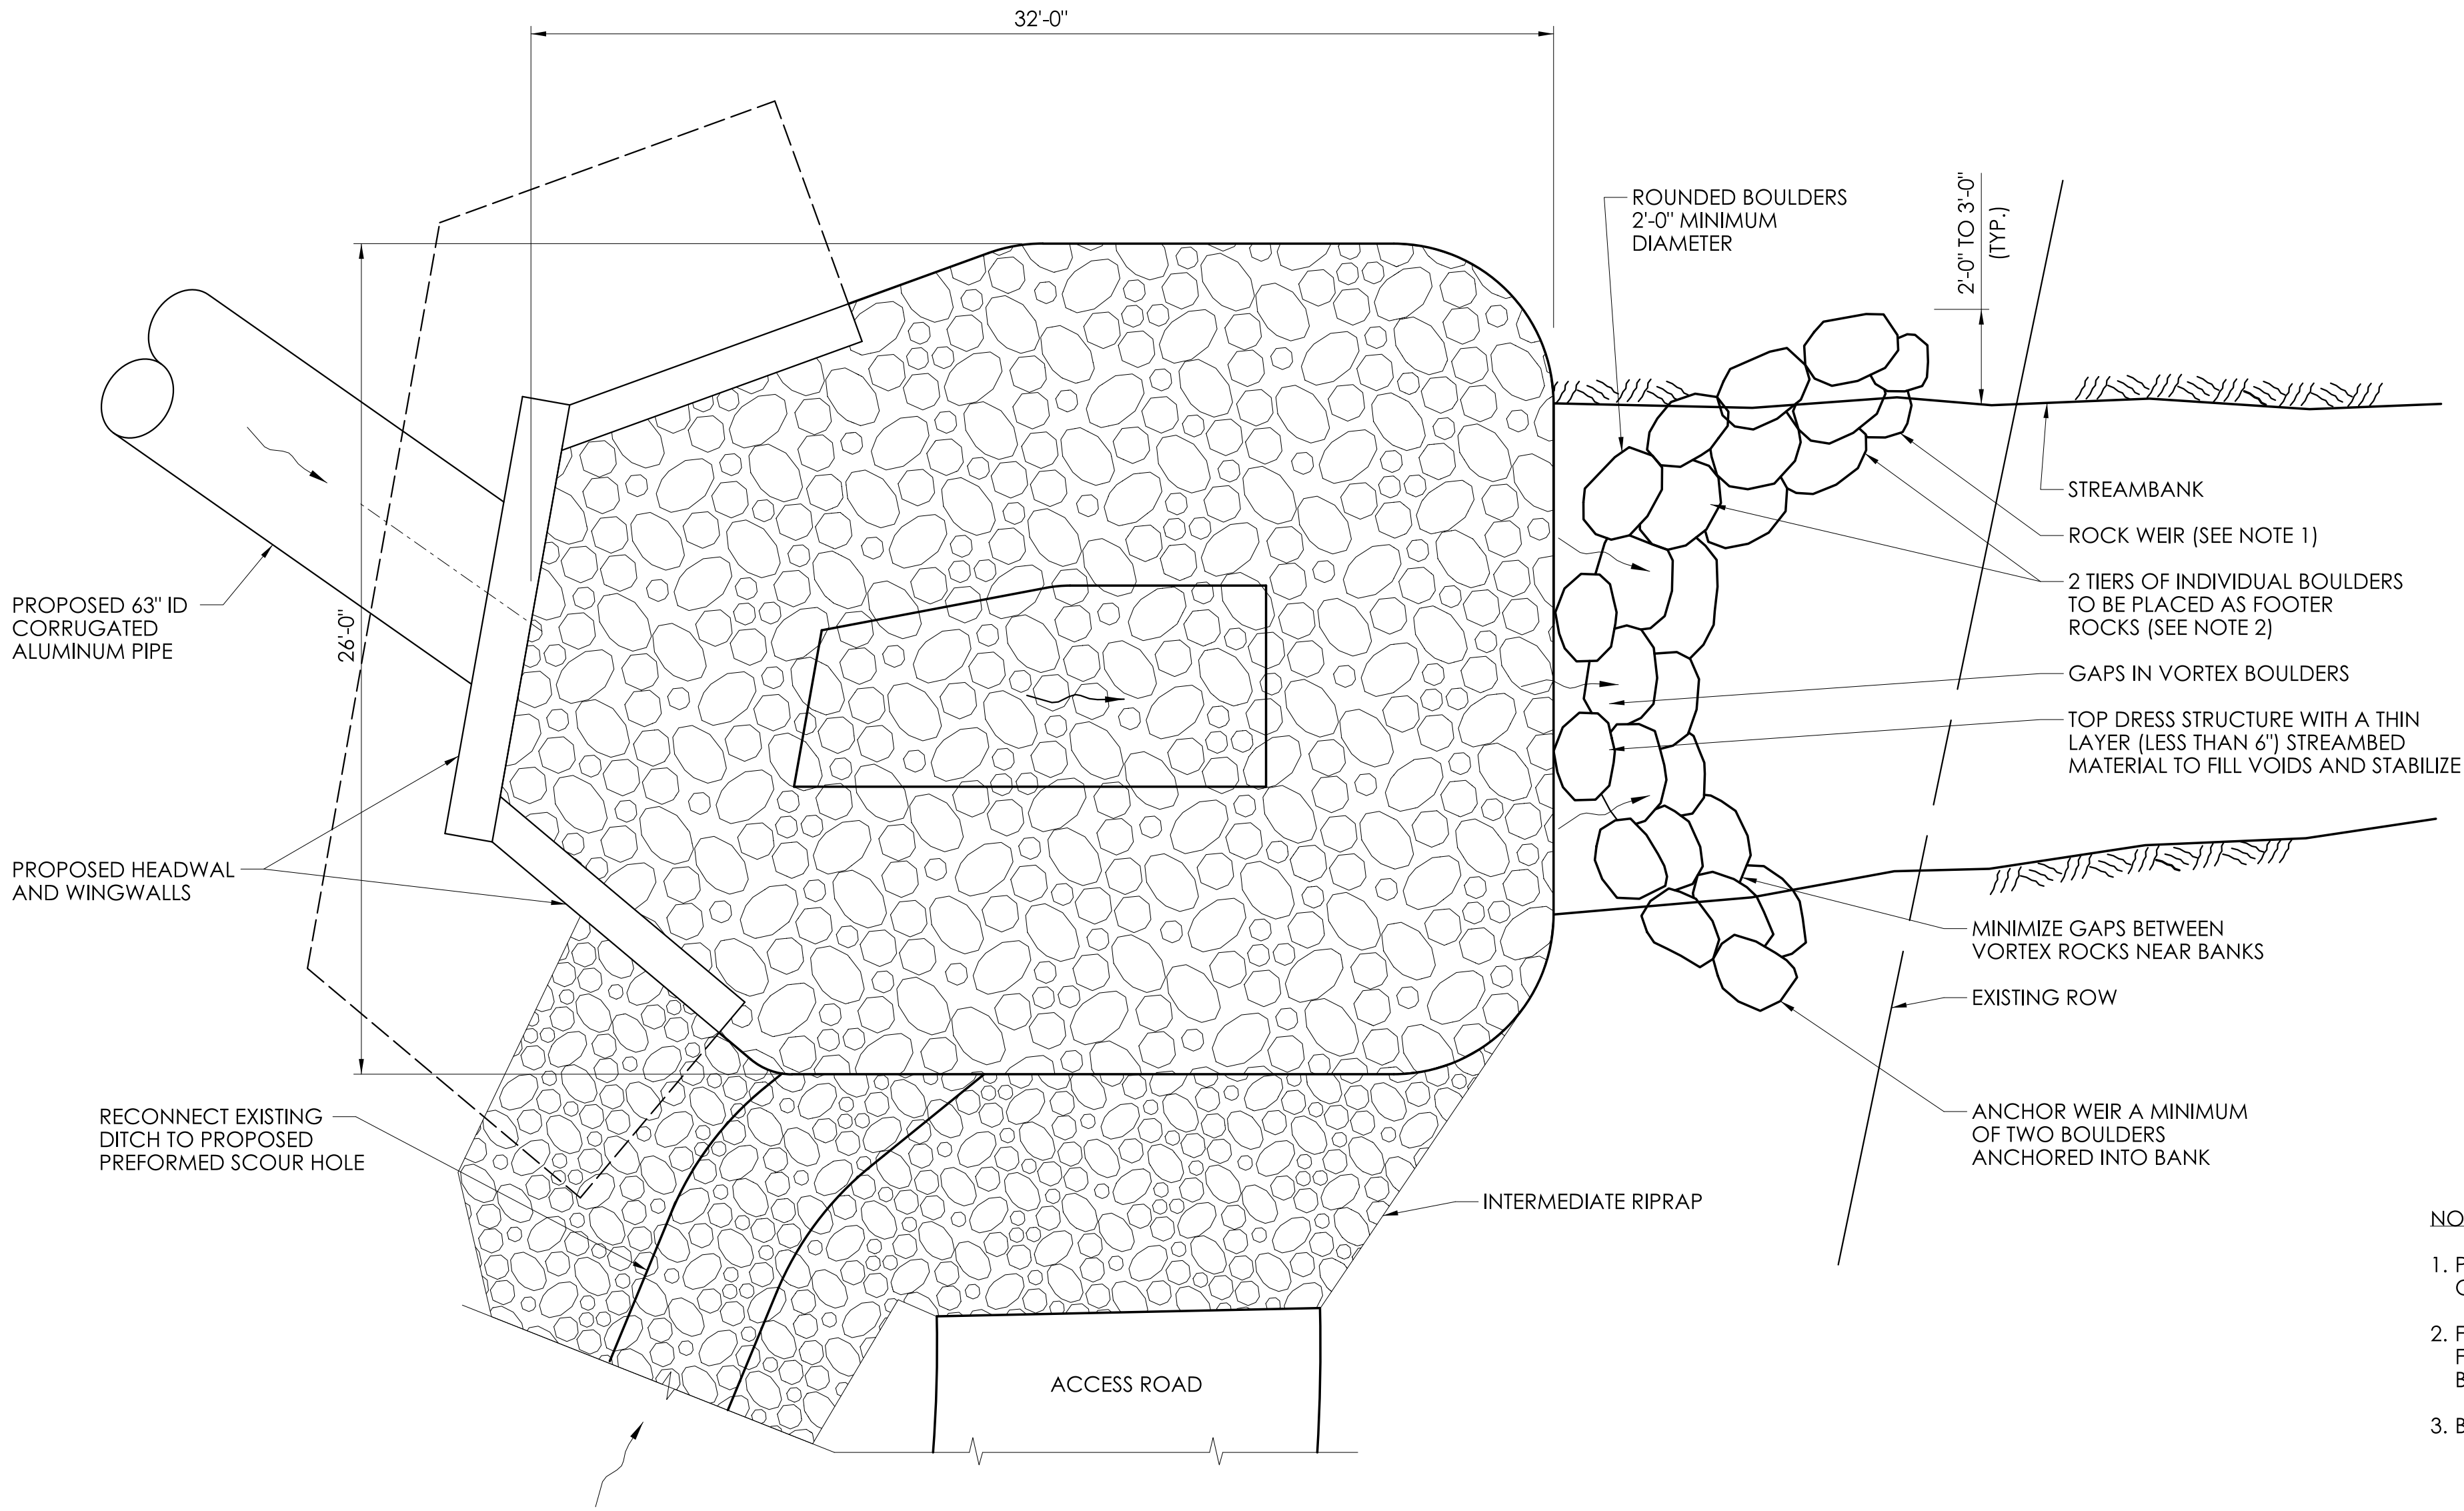 32'-0"
ROUNDED BOULDERS
2'-0" MINIMUM
DIAMETER
2'-0" TO 3'-0"
(TYP.)
STREAMBANK
ROCK WEIR (SEE NOTE 1)
2 TIERS OF INDIVIDUAL BOULDERS
TO BE PLACED AS FOOTER
ROCKS (SEE NOTE 2)
GAPS IN VORTEX BOULDERS
TOP DRESS STRUCTURE WITH A THIN
LAYER (LESS THAN 6") STREAMBED
MATERIAL TO FILL VOIDS AND STABILIZE
PROPOSED 63" ID
CORRUGATED
ALUMINUM PIPE
26'-0"
PROPOSED HEADWAL
AND WINGWALLS
MINIMIZE GAPS BETWEEN
VORTEX ROCKS NEAR BANKS
EXISTING ROW
RECONNECT EXISTING
DITCH TO PROPOSED
PREFORMED SCOUR HOLE
ANCHOR WEIR A MINIMUM
OF TWO BOULDERS
ANCHORED INTO BANK
INTERMEDIATE RIPRAP
ACCESS ROAD
NO
1. P
2. F
F
B
3. B